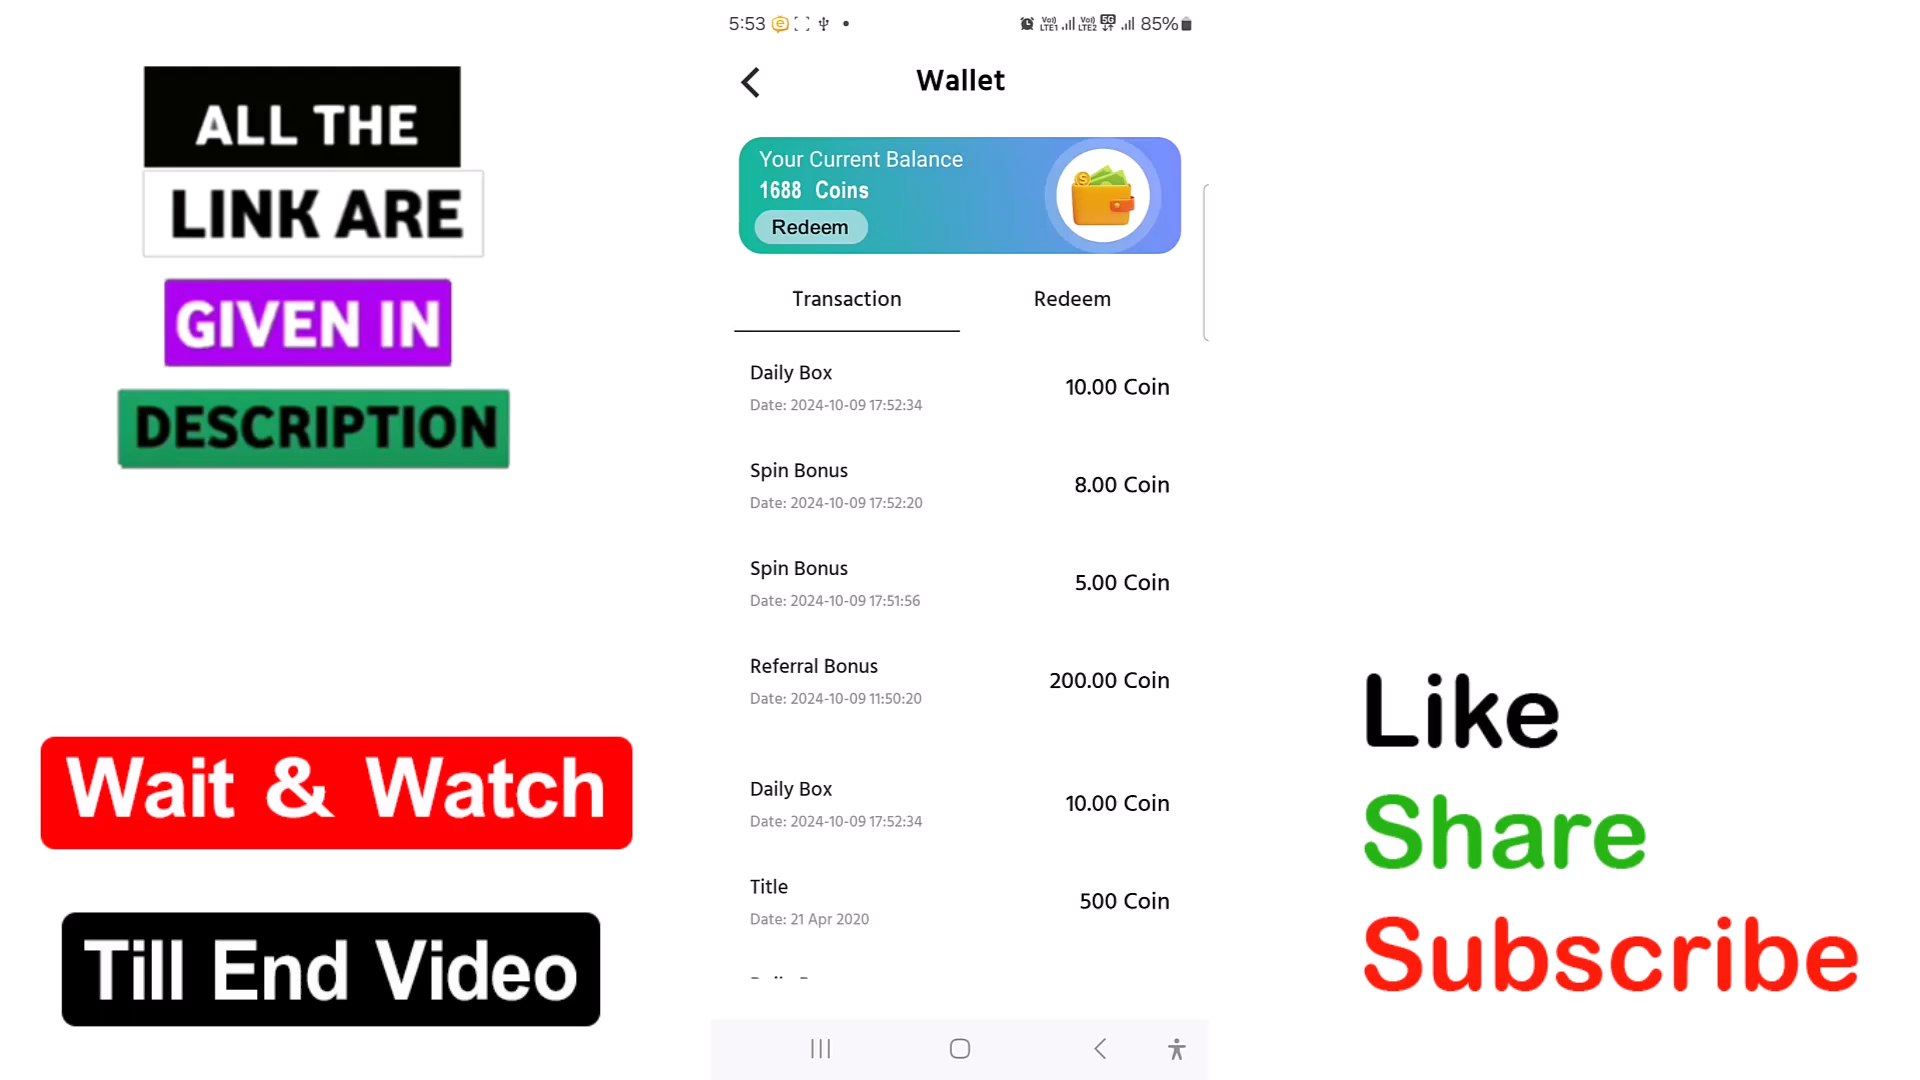 ALL THE
LINK ARE
GIVEN IN
DESCRIPTION
Wait & Watch
Till End Video
5:53
85%
Wallet
Your Current Balance
1688 Coins
Redeem
Transaction
Redeem
Daily Box
10.00 Coin
Date: 2024-10-09 17:52:34
Spin Bonus
8.00 Coin
Date: 2024-10-09 17:52:20
Spin Bonus
5.00 Coin
Date: 2024-10-09 17:51:56
Referral Bonus
200.00 Coin
Date: 2024-10-09 11:50:20
Daily Box
10.00 Coin
Date: 2024-10-09 17:52:34
Title
500 Coin
Date: 21 Apr 2020
Like
Share
Subscribe